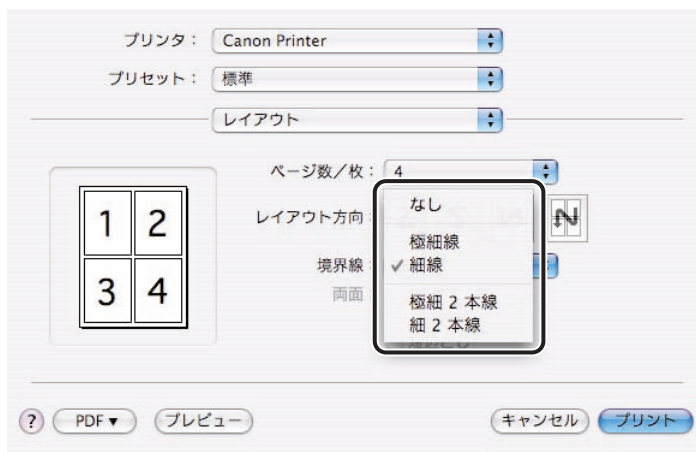 プリンタ： Canon Printer
プリセット： 標準
レイアウト
ページ数／枚： 4
レイアウト方向：
境界線：
両面：
なし
極細線
✓ 細線
極細 2 本線
細 2 本線
1 2
3 4
? PDF ▼ プレビュー キャンセル プリント